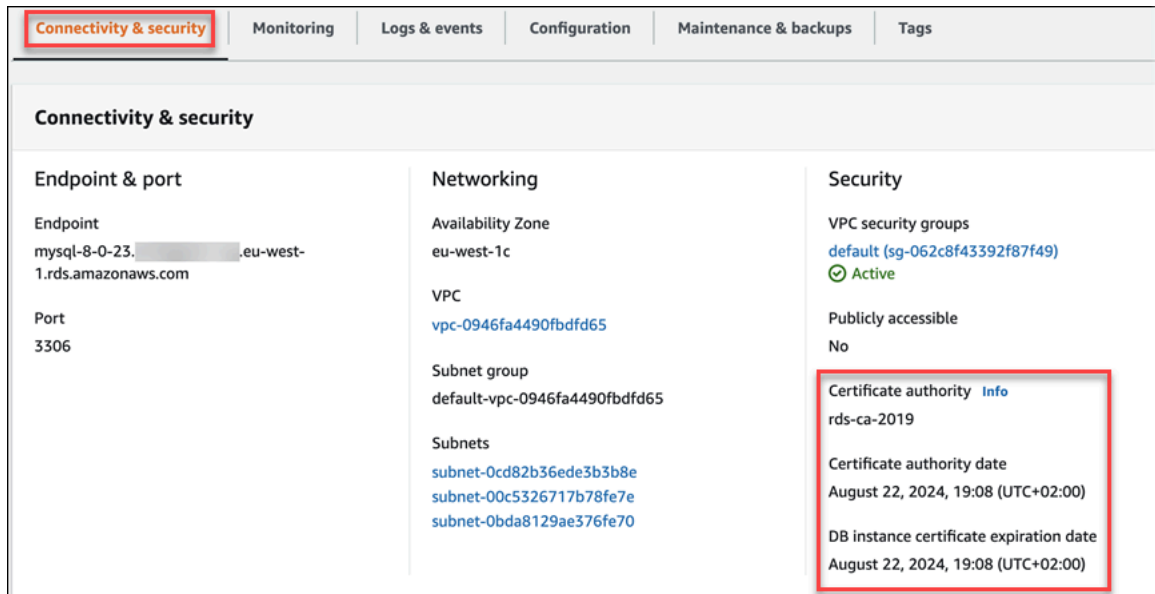 Connectivity & security
Monitoring
Logs & events
Configuration
Maintenance & backups
Tags
Connectivity & security
Endpoint & port
Endpoint
mysql-8-0-23. .eu-west-
1.rds.amazonaws.com
Port
3306
Networking
Availability Zone
eu-west-1c
VPC
vpc-0946fa4490fbdfd65
Subnet group
default-vpc-0946fa4490fbdfd65
Subnets
subnet-0cd82b36ede3b3b8e
subnet-00c5326717b78fe7e
subnet-0bda8129ae376fe70
Security
VPC security groups
default (sg-062c8f43392f87f49)
Active
Publicly accessible
No
Certificate authority Info
rds-ca-2019
Certificate authority date
August 22, 2024, 19:08 (UTC+02:00)
DB instance certificate expiration date
August 22, 2024, 19:08 (UTC+02:00)